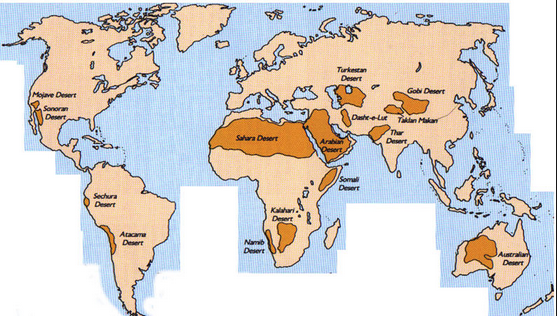 Turkestan
Desert
Gobi Desert
Mojave Desert
Sonoran
Desert
Dasht-e-Lut
Taklan Makan
Thar
Desert
Sahara Desert
Arabian
Desert
Somali
Desert
Sechura
Desert
Kalahari
Desert
Atacama
Desert
Namib
Desert
Australian
Desert